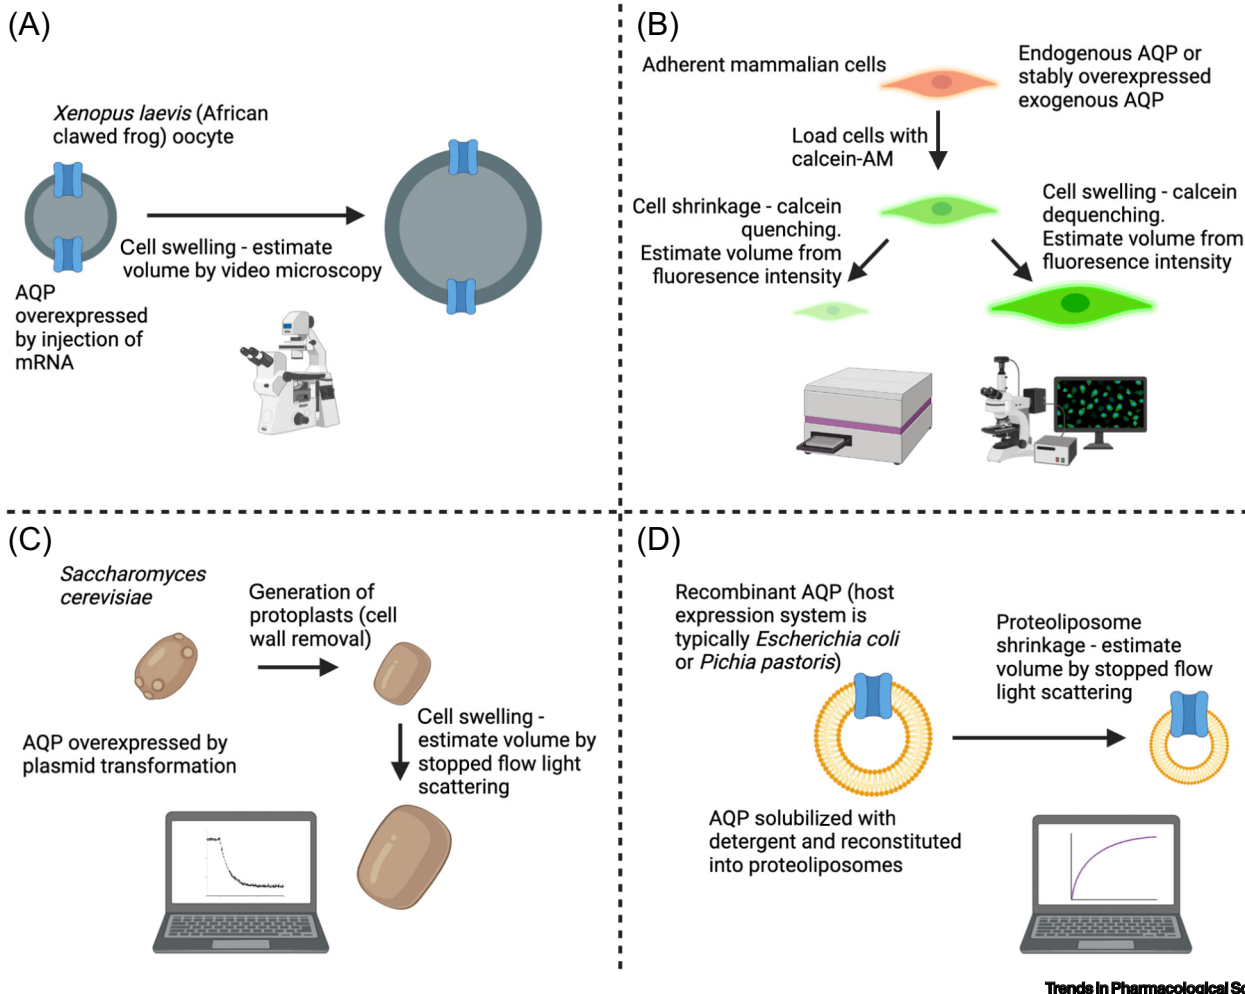 (A)
Xenopus laevis (African
clawed frog) oocyte
Cell swelling - estimate
volume by video microscopy
AQP
overexpressed
by injection of
mRNA
(B)
Adherent mammalian cells
Endogenous AQP or
stably overexpressed
exogenous AQP
Load cells with
calcein-AM
Cell shrinkage - calcein
quenching.
Estimate volume from
fluoresence intensity
Cell swelling - calcein
dequenching.
Estimate volume from
fluoresence intensity
(C)
Saccharomyces
cerevisiae
Generation of
protoplasts (cell
wall removal)
AQP overexpressed by
plasmid transformation
Cell swelling -
estimate volume by
stopped flow light
scattering
(D)
Recombinant AQP (host
expression system is
typically Escherichia coli
or Pichia pastoris)
Proteoliposome
shrinkage - estimate
volume by stopped flow
light scattering
AQP solubilized with
detergent and reconstituted
into proteoliposomes
Trends in Pharmacological Sc